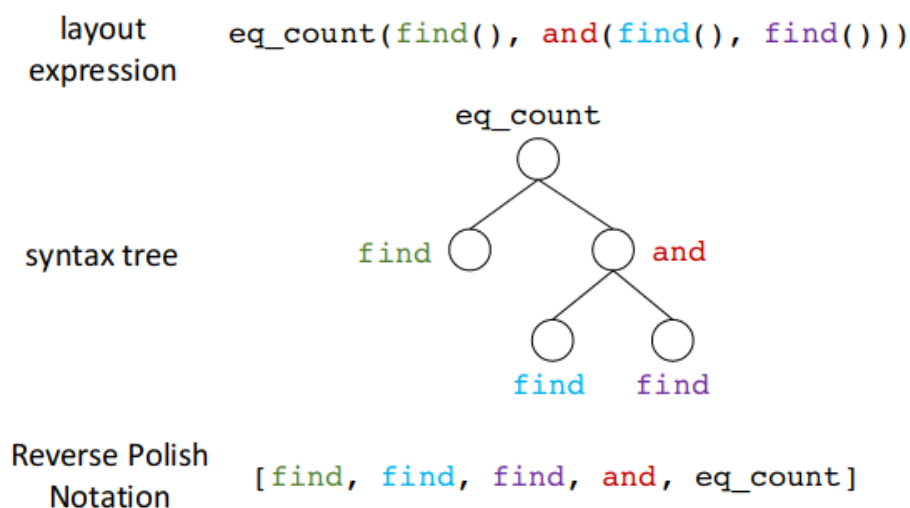 layout
expression
eq_count(find(), and(find(), find()))
eq_count
syntax tree
find
and
find
find
Reverse Polish
Notation
[find, find, find, and, eq_count]